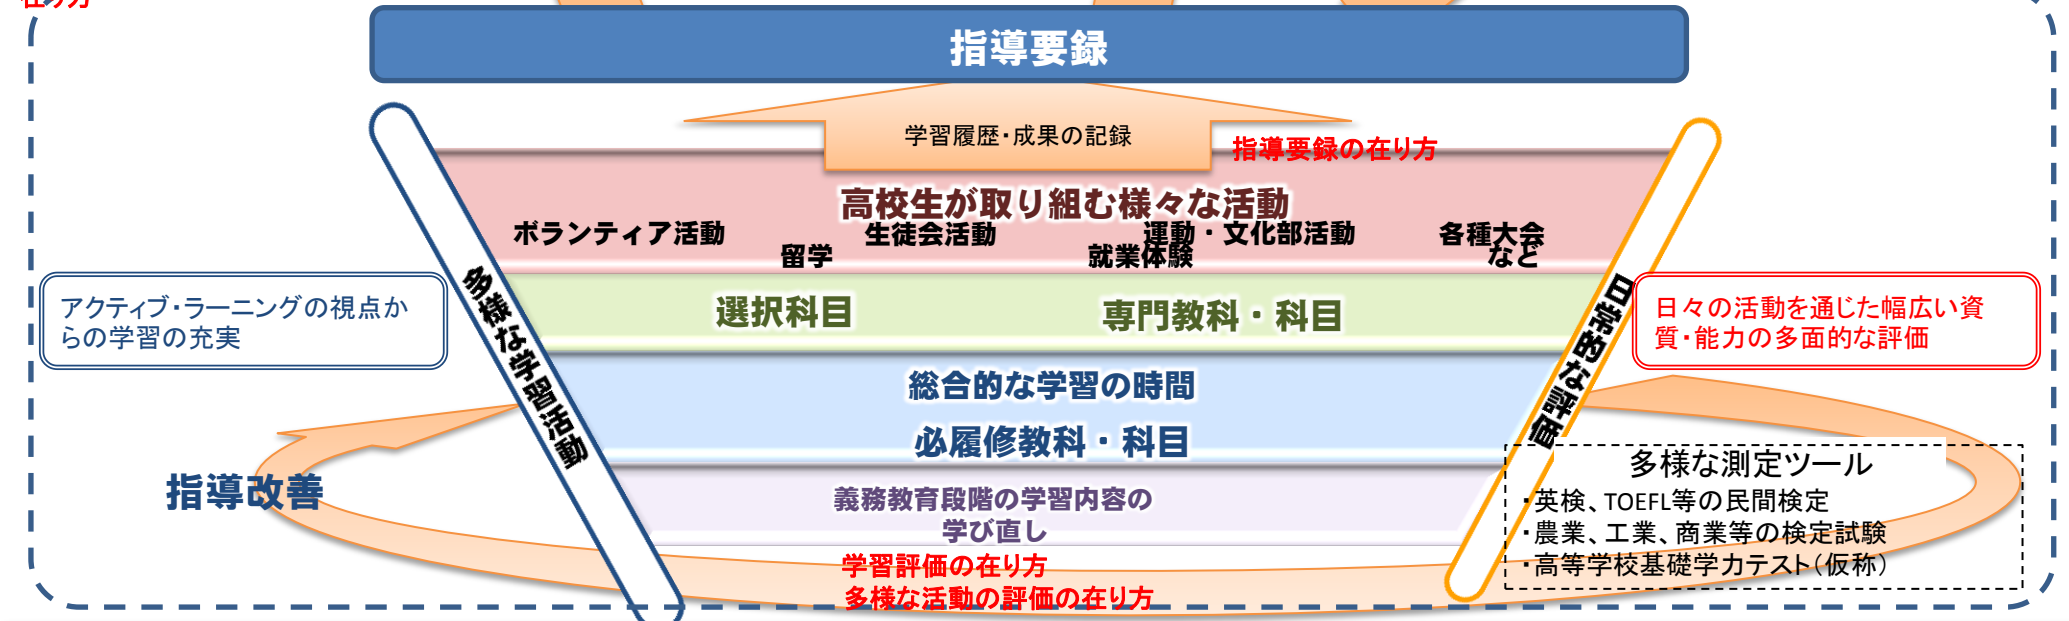 在り方
指導要録
学習履歴・成果の記録
指導要録の在り方
高校生が取り組む様々な活動
ボランティア活動
生徒会活動
運動・文化部活動
各種大会
留学
就業体験
など
多様な学習活動
日常的な評価
アクティブ・ラーニングの視点か
らの学習の充実
選択科目
専門教科・科目
日々の活動を通じた幅広い資
質・能力の多面的な評価
総合的な学習の時間
必履修教科・科目
指導改善
義務教育段階の学習内容の
学び直し
多様な測定ツール
・英検、TOEFL等の民間検定
・農業、工業、商業等の検定試験
・高等学校基礎学力テスト(仮称)
学習評価の在り方
多様な活動の評価の在り方